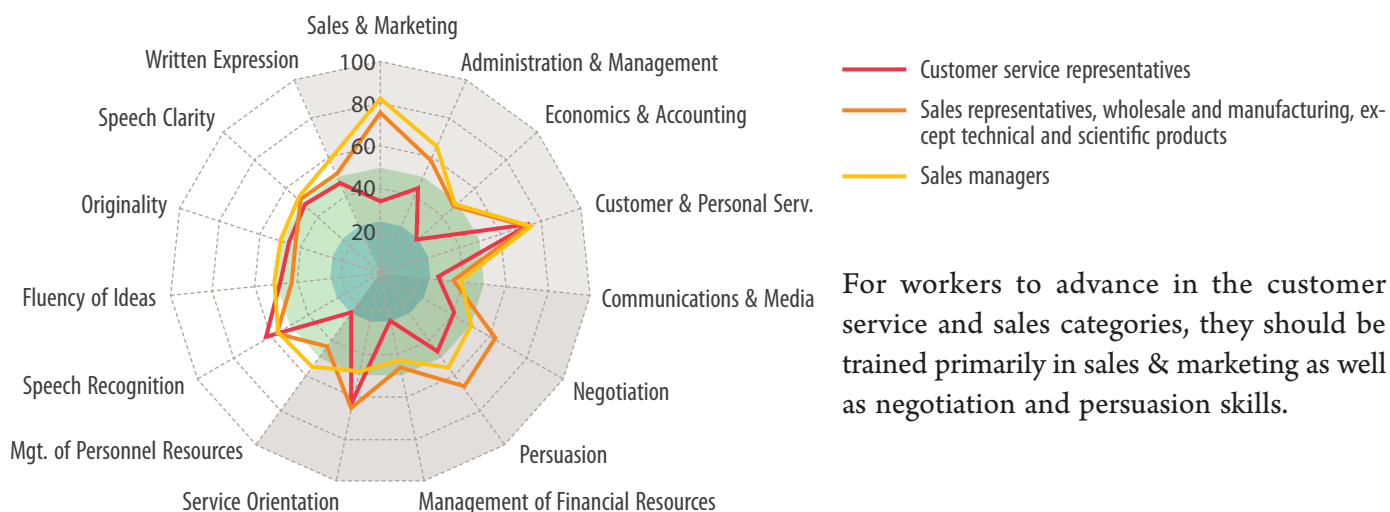 Sales & Marketing
Written Expression
100
Administration & Management
Speech Clarity
80
Economics & Accounting
60
Originality
40
Customer & Personal Serv.
20
Fluency of Ideas
Communications & Media
Speech Recognition
Negotiation
Mgt. of Personnel Resources
Persuasion
Service Orientation
Management of Financial Resources
Customer service representatives
Sales representatives, wholesale and manufacturing, ex-
cept technical and scientific products
Sales managers
For workers to advance in the customer
service and sales categories, they should be
trained primarily in sales & marketing as well
as negotiation and persuasion skills.